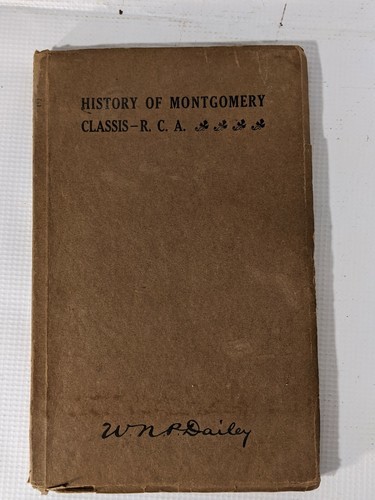 HISTORY OF MONTGOMERY
CLASSIS-R. C. A.
W. N. P. Dailey